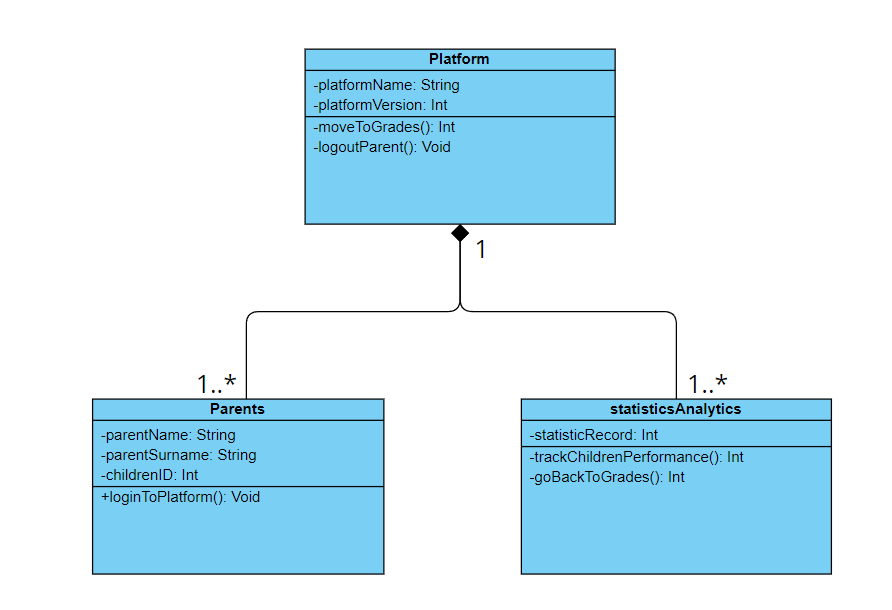 Platform
-platformName: String
-platformVersion: Int
-moveToGrades(): Int
-logoutParent(): Void
1
1..*
1..*
Parents
-parentName: String
-parentSurname: String
-childrenID: Int
+loginToPlatform(): Void
statisticsAnalytics
-statisticRecord: Int
-trackChildrenPerformance(): Int
-goBackToGrades(): Int